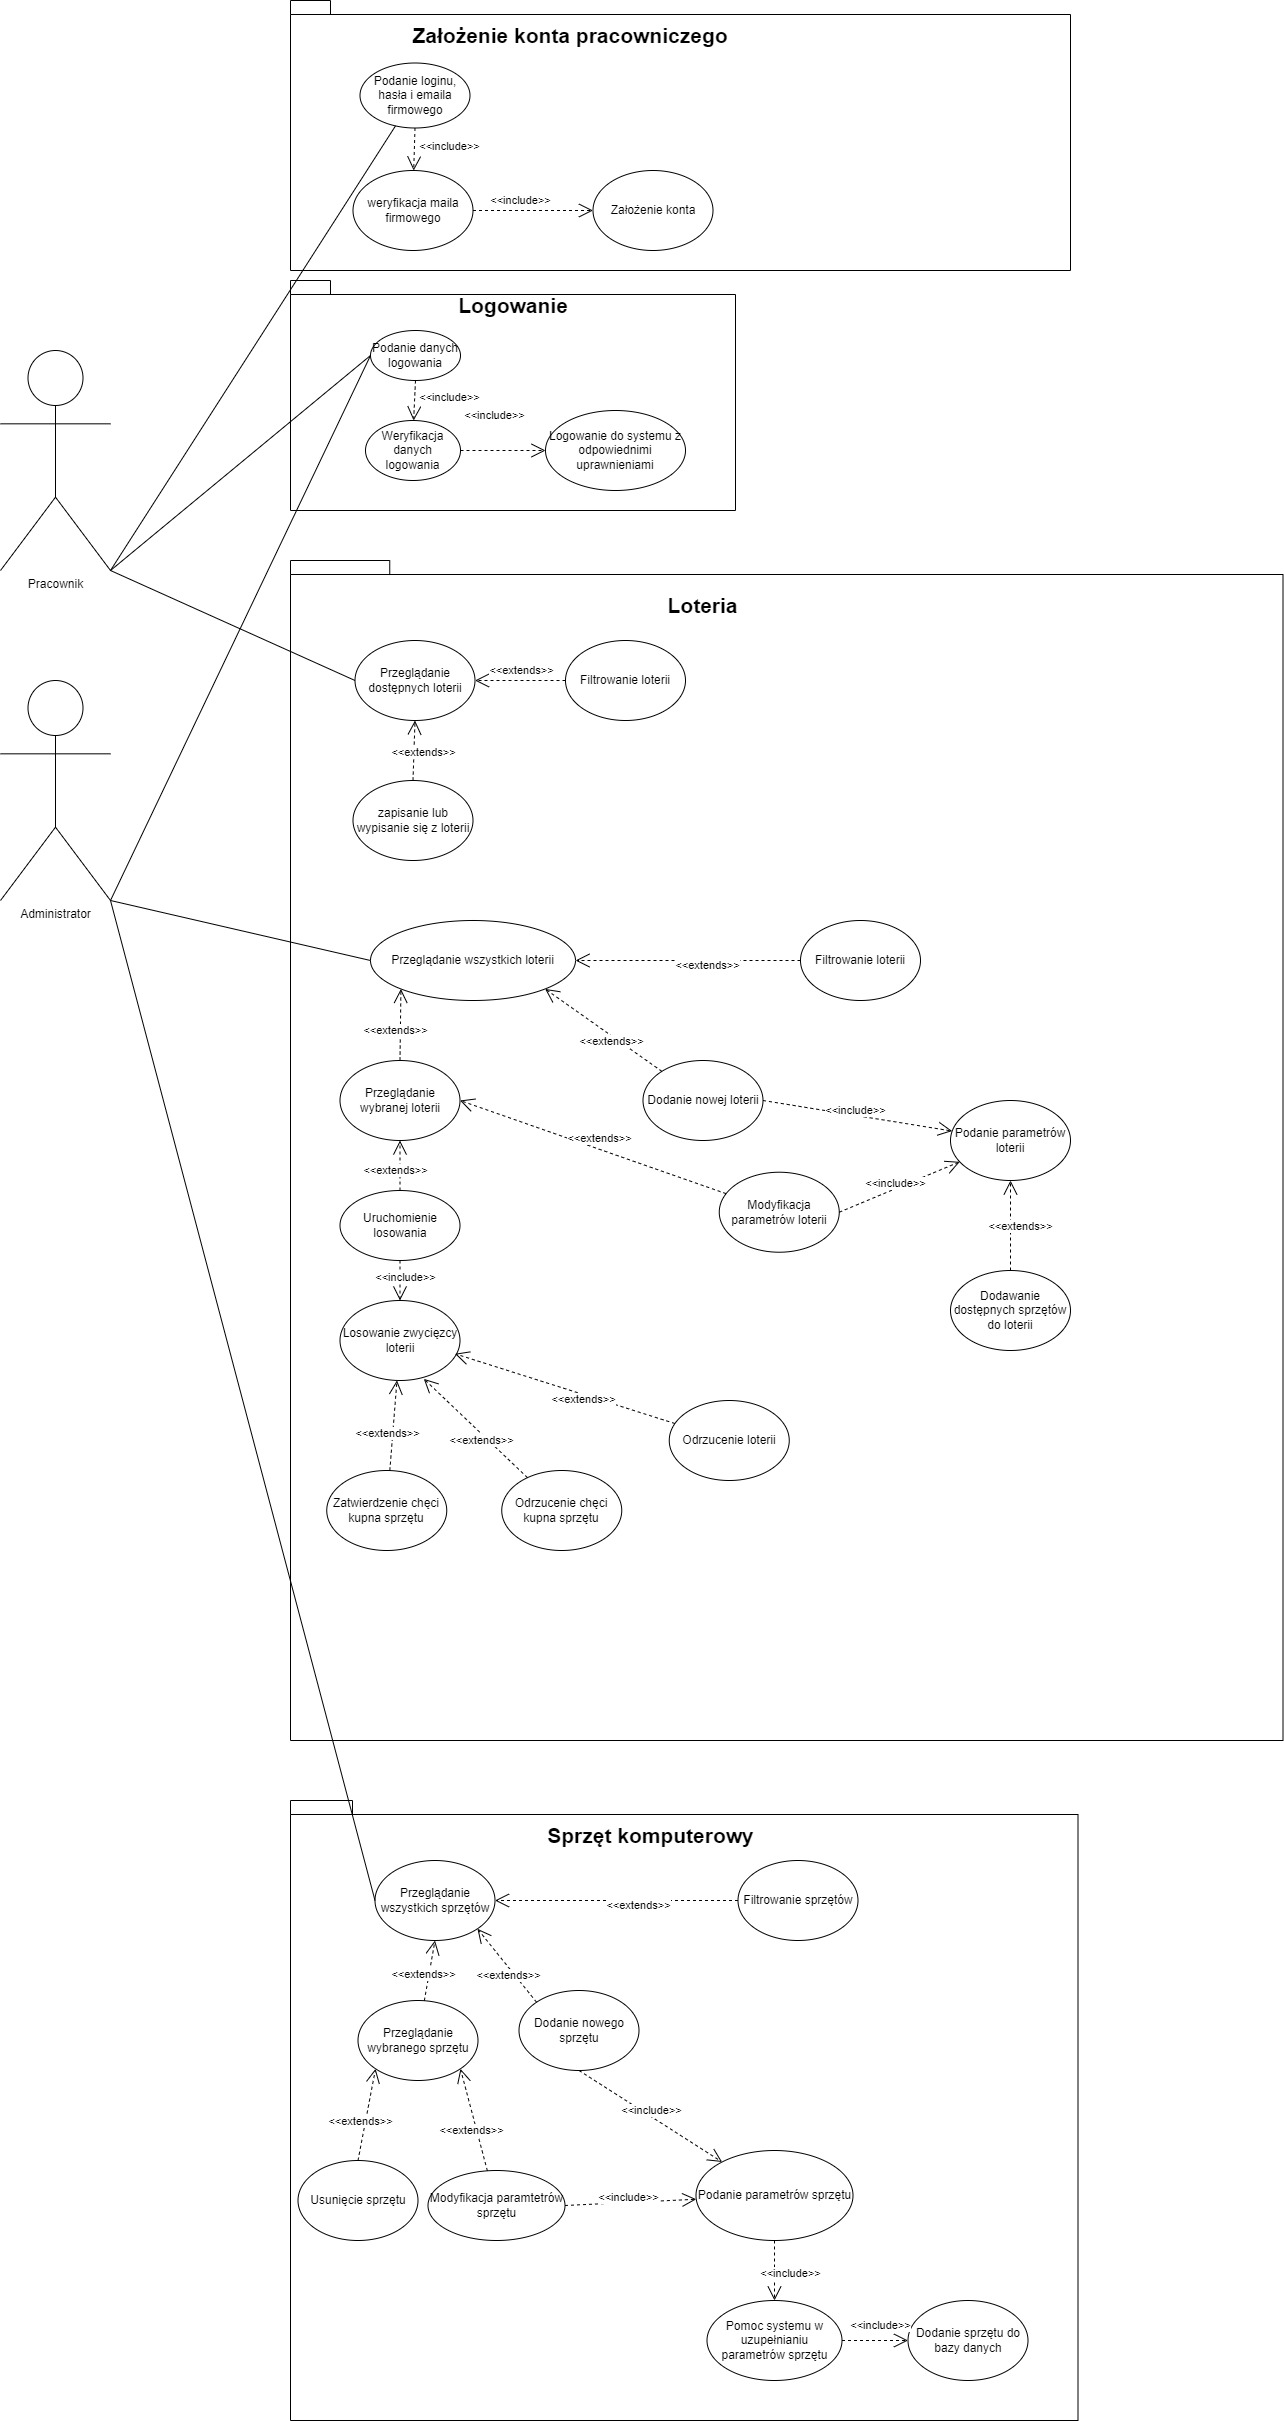 Założenie konta pracowniczego
Podanie loginu,
hasła i emaila
firmowego
<<include>>
weryfikacja maila
firmowego
<<include>>
Założenie konta
Logowanie
Podanie danych
logowania
<<include>>
<<include>>
Weryfikacja
danych
logowania
Logowanie do systemu z
odpowiednimi
uprawnieniami
Pracownik
Loteria
Przeglądanie
dostępnych loterii
<<extends>>
Filtrowanie loterii
<<extends>>
zapisanie lub
wypisanie się z loterii
Administrator
Przeglądanie wszystkich loterii
<<extends>>
Filtrowanie loterii
<<extends>>
<<extends>>
Przeglądanie
wybranej loterii
Dodanie nowej loterii
<<include>>
Podanie parametrów
loterii
<<extends>>
<<extends>>
<<include>>
Modyfikacja
parametrów loterii
Uruchomienie
losowania
<<extends>>
<<include>>
Dodawanie
dostępnych sprzętów
do loterii
Losowanie zwycięzcy
loterii
<<extends>>
<<extends>>
<<extends>>
Odrzucenie loterii
Zatwierdzenie chęci
kupna sprzętu
Odrzucenie chęci
kupna sprzętu
Sprzęt komputerowy
Przeglądanie
wszystkich sprzętów
<<extends>>
Filtrowanie sprzętów
<<extends>>
<<extends>>
Przeglądanie
wybranego sprzętu
Dodanie nowego
sprzętu
<<extends>>
<<extends>>
<<include>>
Usunięcie sprzętu
Modyfikacja paramtetrów
sprzętu
<<include>>
Podanie parametrów sprzętu
<<include>>
Pomoc systemu w
uzupełnianiu
parametrów sprzętu
<<include>>
Dodanie sprzętu do
bazy danych